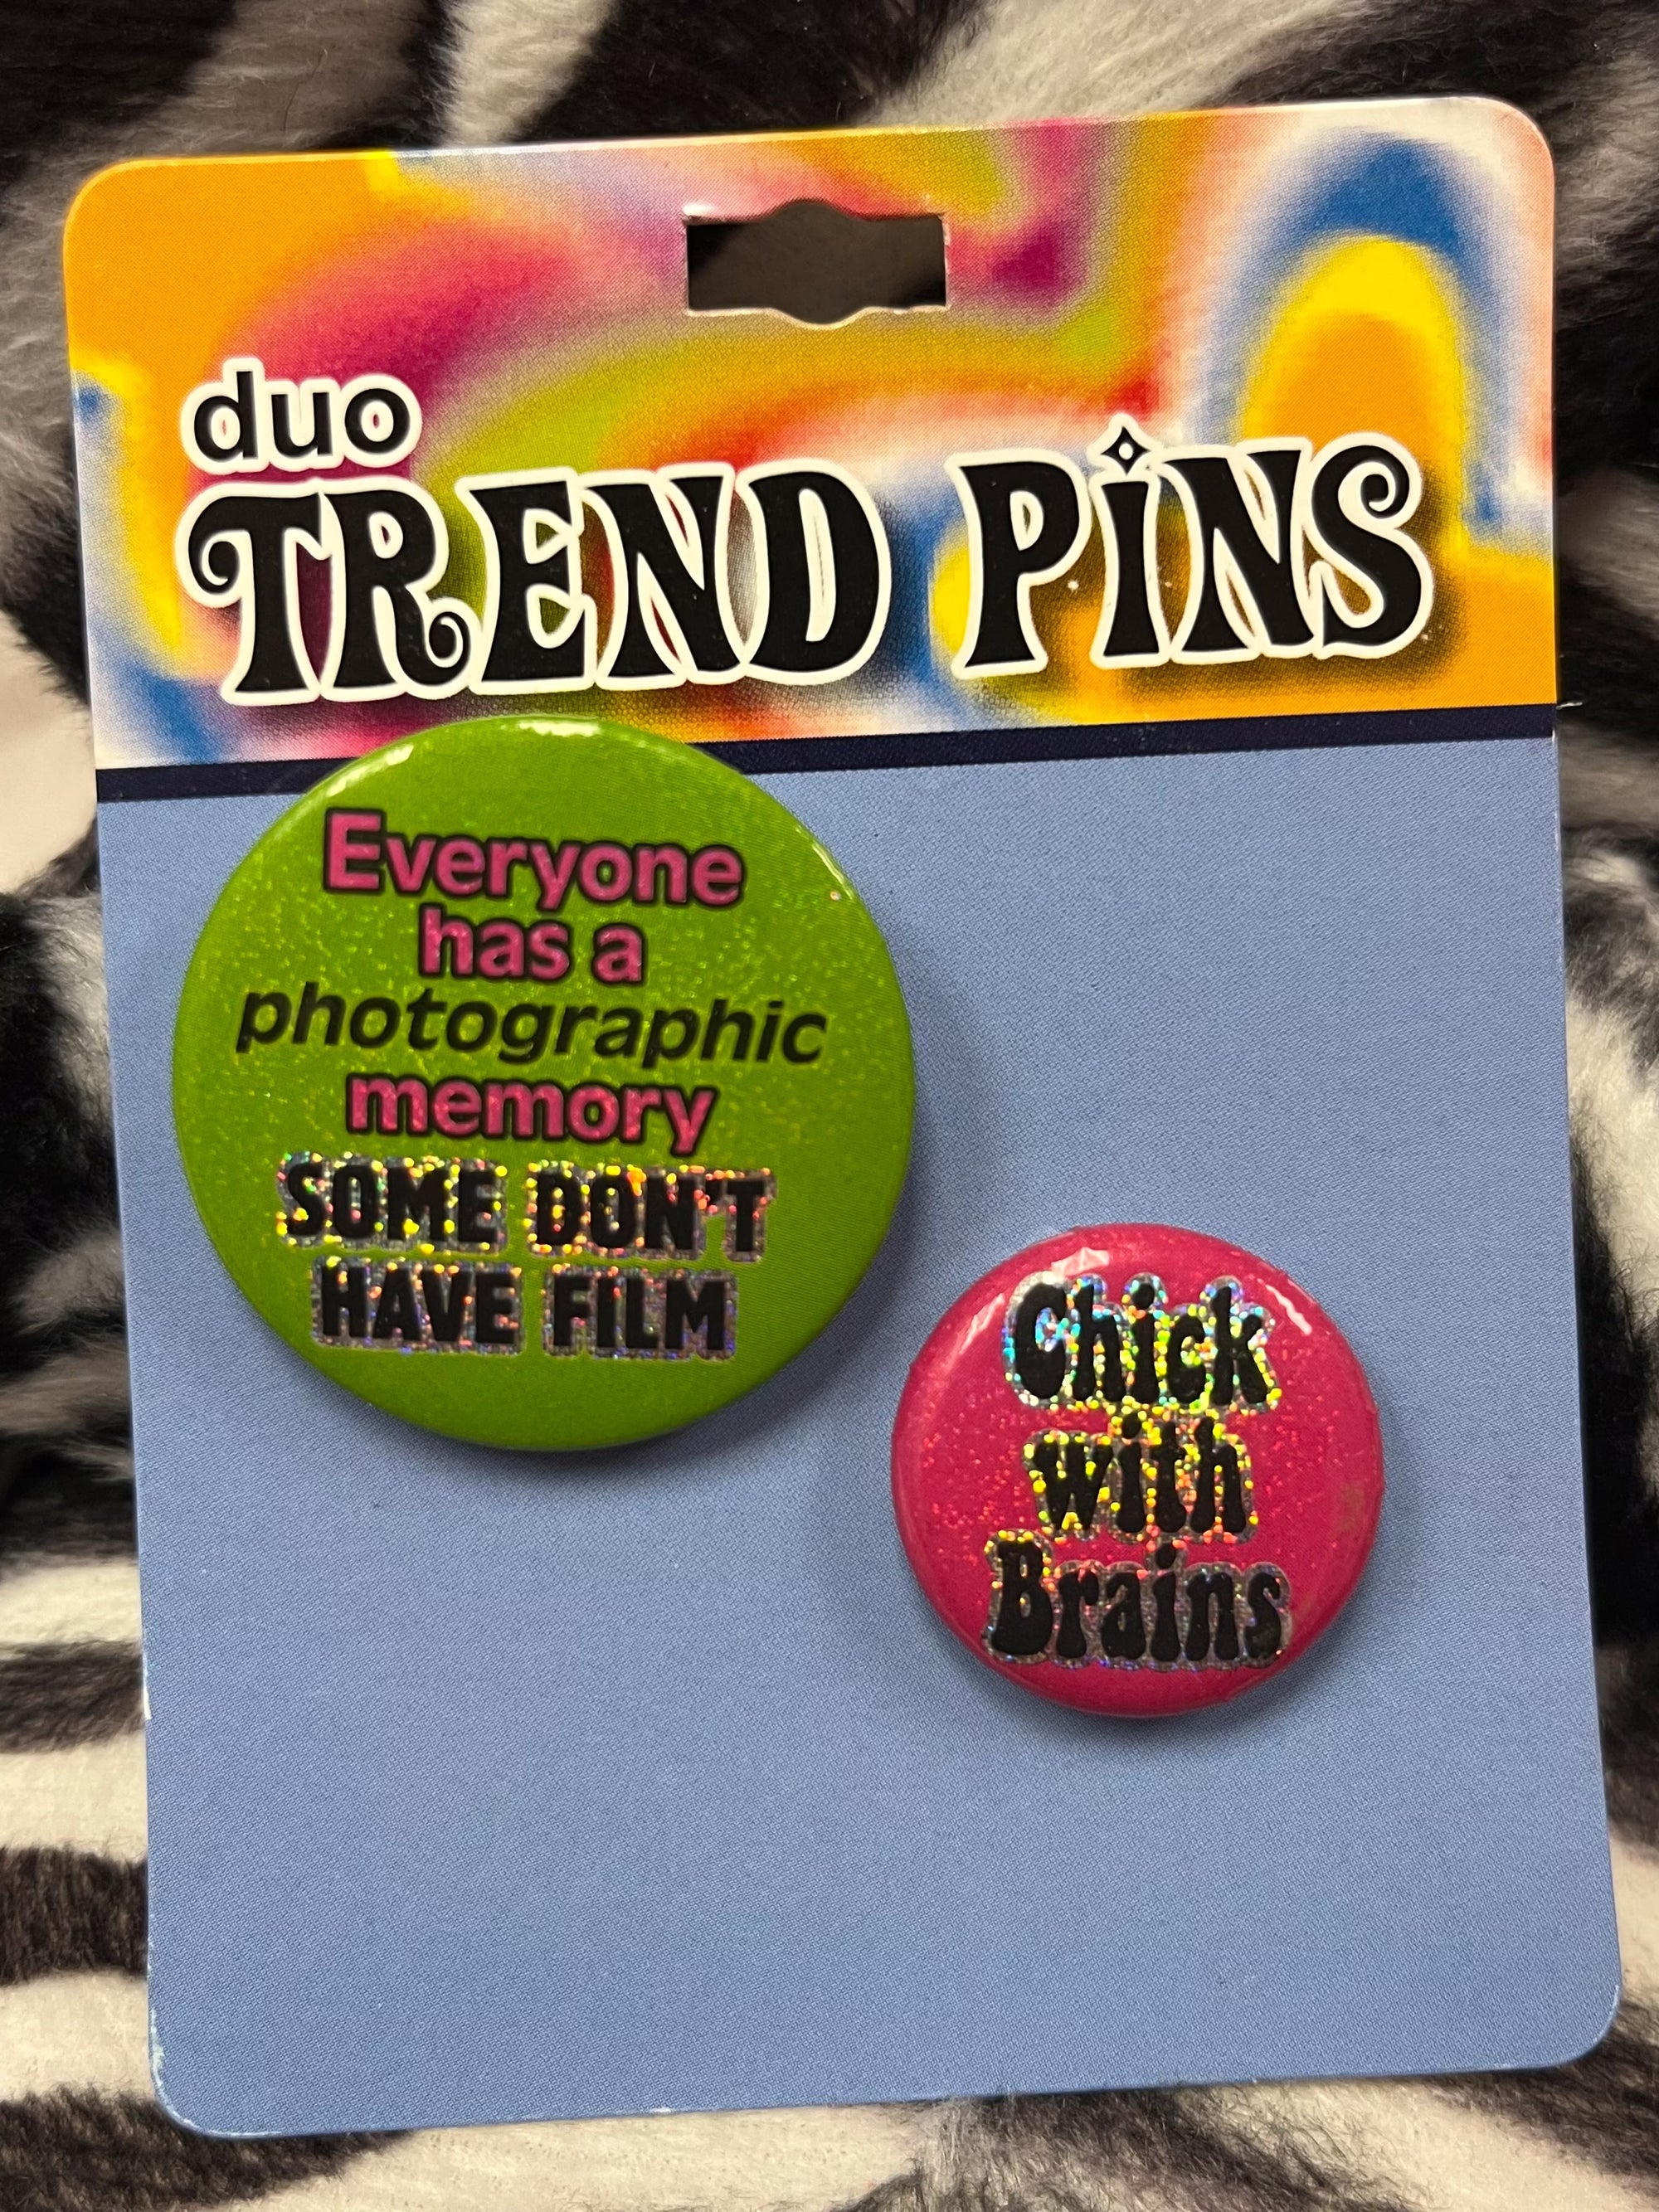 duo
TREND PiNS
Everyone
has a
photographic
memory
SOME DON'T
HAVE FILM
Chick
with
Brains